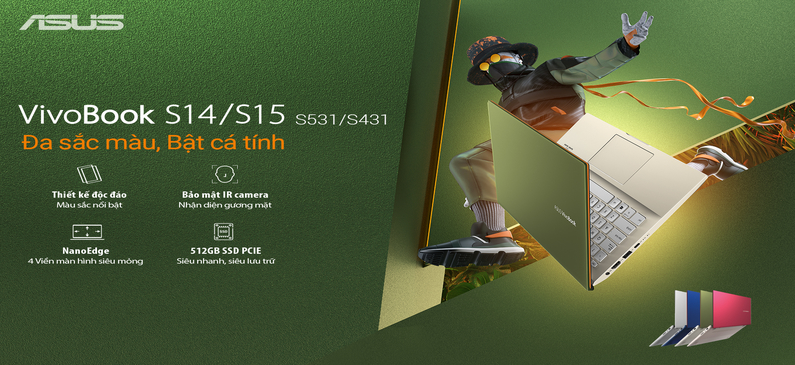 ASUS
VivoBook S14/S15 S531/S431
Đa sắc màu, Bật cá tính
Thiết kế độc đáo
Màu sắc nổi bật
Bảo mật IR camera
Nhận diện gương mặt
NanoEdge
4 Viền màn hình siêu mỏng
512GB SSD PCIE
Siêu nhanh, siêu lưu trữ